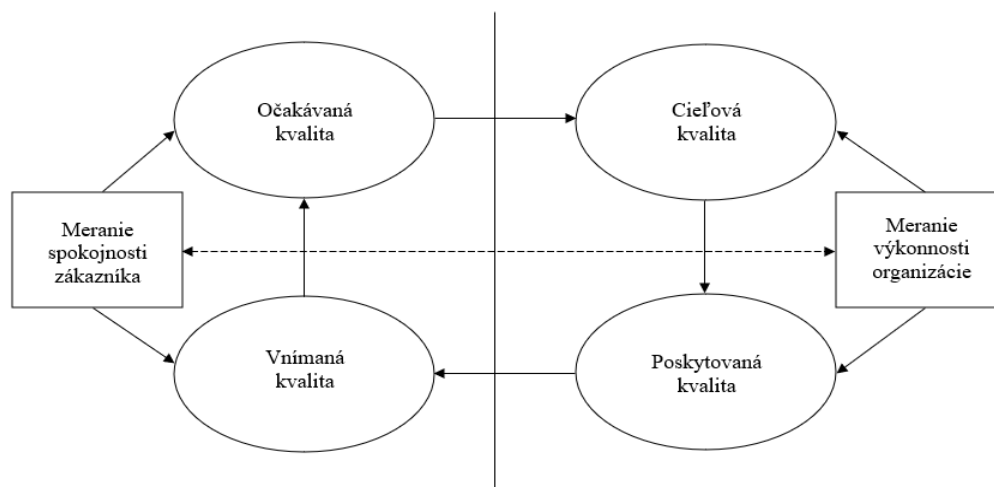 Očakávaná
kvalita
Cieľová
kvalita
Meranie
spokojnosti
zákazníka
Meranie
výkonnosti
organizácie
Vnímaná
kvalita
Poskytovaná
kvalita